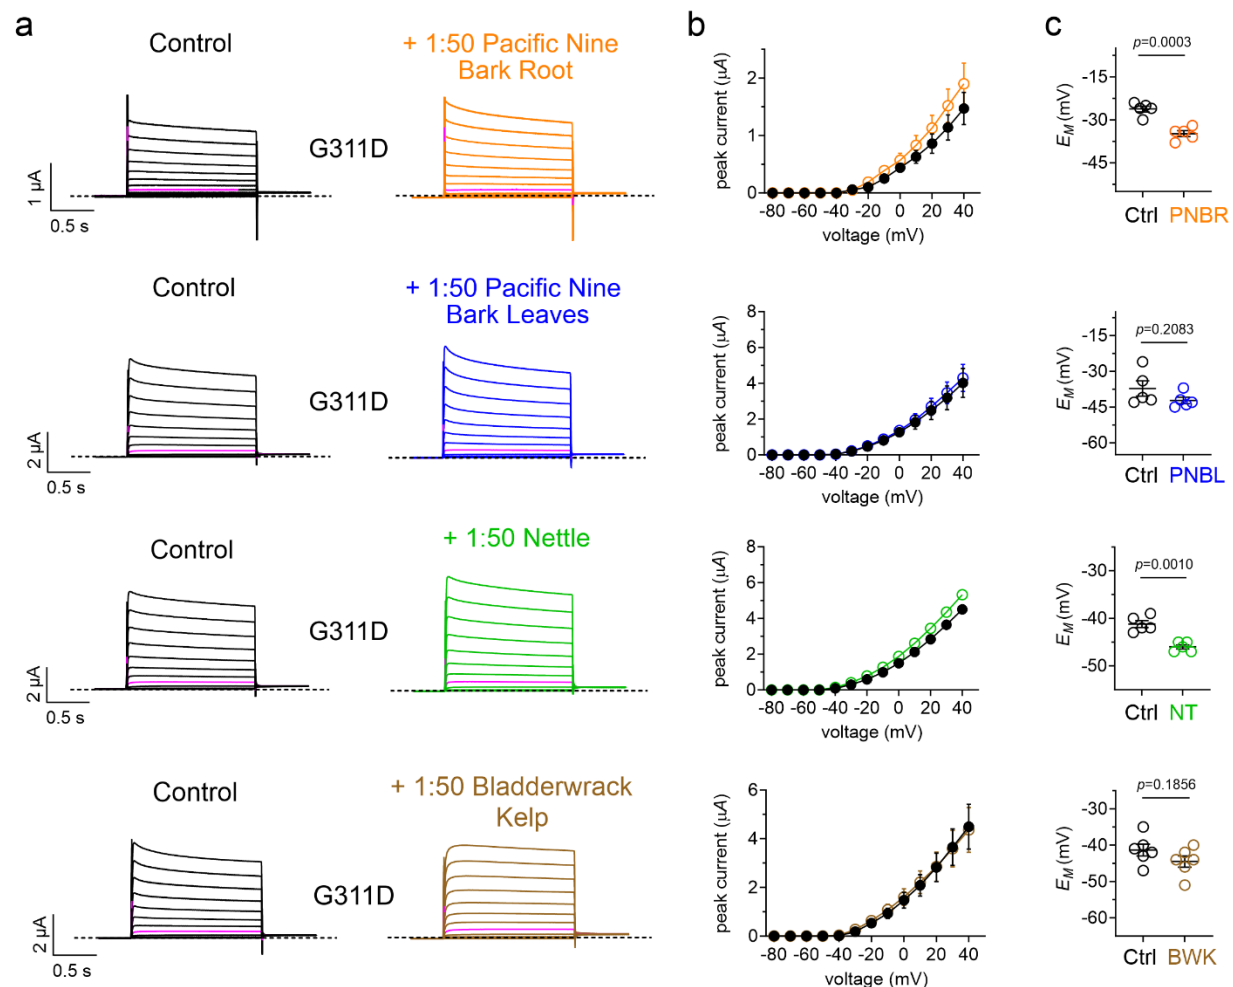 a
b
c
Control
+ 1:50 Pacific Nine
Bark Root
G311D
1 µA
0.5 s
peak current (µA)
2
1
0
-80 -60 -40 -20 0 20 40
voltage (mV)
p=0.0003
E_M (mV)
-15
-30
-45
Ctrl PNBR
Control
+ 1:50 Pacific Nine
Bark Leaves
G311D
2 µA
0.5 s
peak current (µA)
8
6
4
2
0
-80 -60 -40 -20 0 20 40
voltage (mV)
p=0.2083
E_M (mV)
-15
-30
-45
-60
Ctrl PNBL
Control
+ 1:50 Nettle
G311D
2 µA
0.5 s
peak current (µA)
8
6
4
2
0
-80 -60 -40 -20 0 20 40
voltage (mV)
p=0.0010
E_M (mV)
-30
-40
-50
Ctrl NT
Control
+ 1:50 Bladderwrack
Kelp
G311D
2 µA
0.5 s
peak current (µA)
6
4
2
0
-80 -60 -40 -20 0 20 40
voltage (mV)
p=0.1856
E_M (mV)
-30
-40
-50
-60
Ctrl BWK